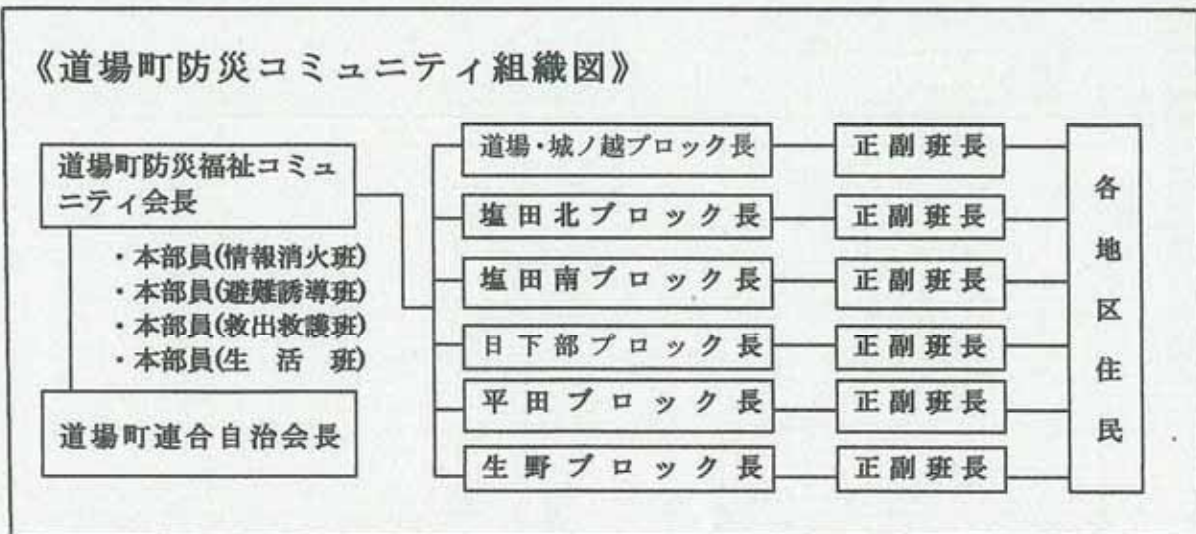 《道場町防災コミュニティ組織図》
道場町防災福祉コミュ
ニティ会長
・本部員(情報消火班)
・本部員(避難誘導班)
・本部員(救出救護班)
・本部員(生 活 班)
道場町連合自治会長
道場・城ノ越ブロック長
正副班長
塩田北ブロック長
正副班長
塩田南ブロック長
正副班長
日下部ブロック長
正副班長
平田ブロック長
正副班長
生野ブロック長
正副班長
各地区住民